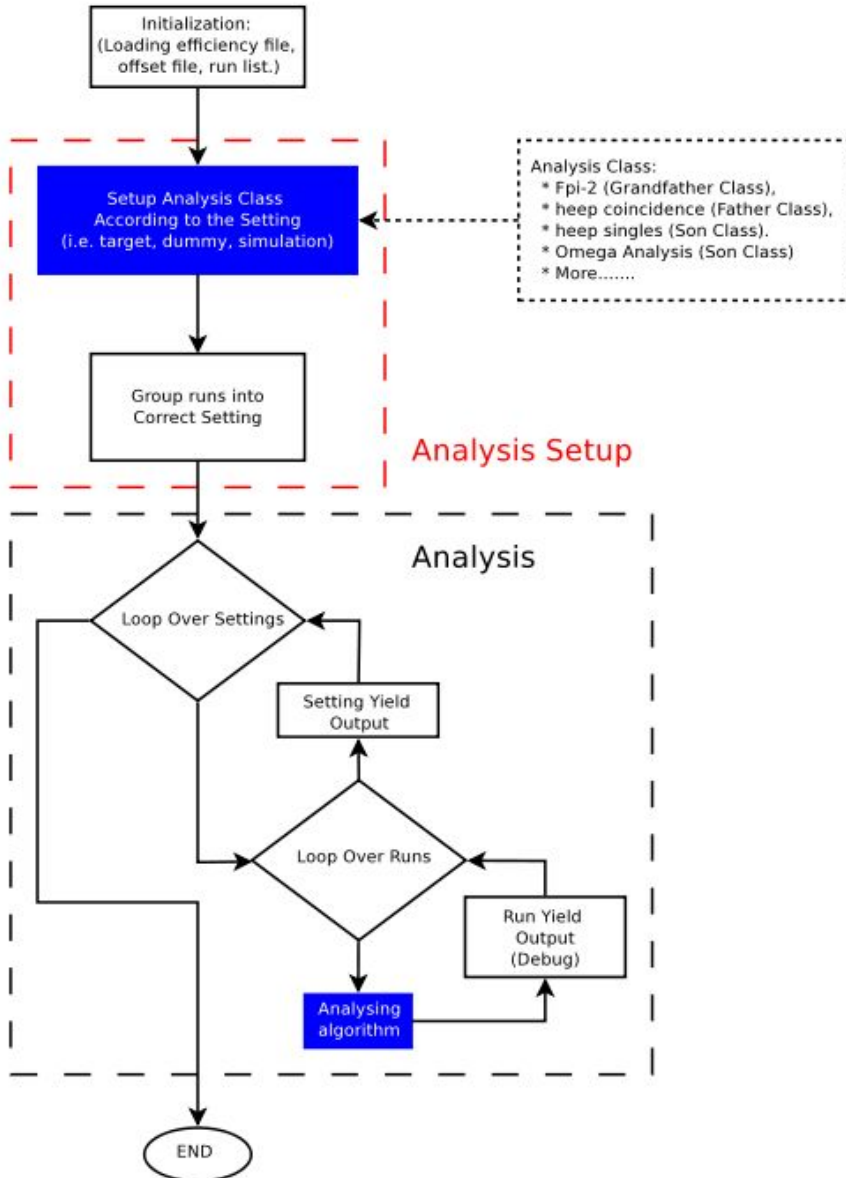 Initialization:
(Loading efficiency file,
offset file, run list.)
Setup Analysis Class
According to the Setting
(i.e. target, dummy, simulation)
Analysis Class:
* Fpi-2 (Grandfather Class),
* heep coincidence (Father Class),
* heep singles (Son Class).
* Omega Analysis (Son Class)
* More.......
Group runs into
Correct Setting
Analysis Setup
Analysis
Loop Over Settings
Setting Yield
Output
Loop Over Runs
Run Yield
Output
(Debug)
Analysing
algorithm
END